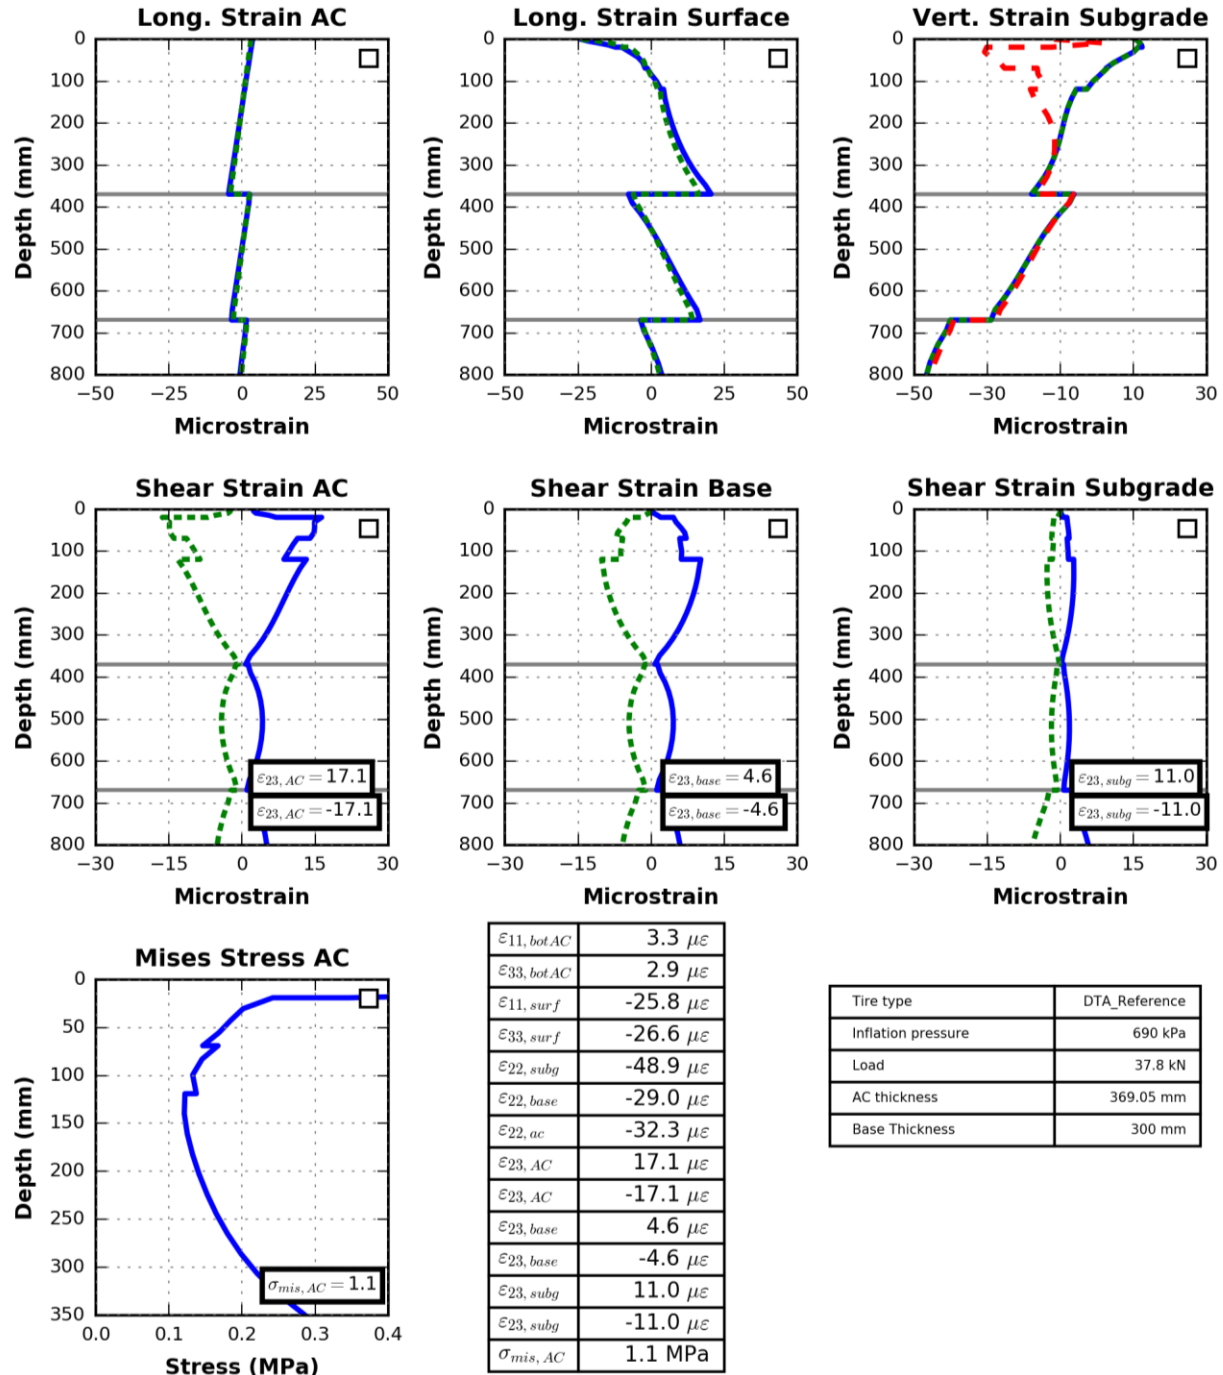 Long. Strain AC
0
100
200
300
400
500
600
700
800
−50 −25 0 25 50
Depth (mm)
Microstrain
Long. Strain Surface
0
100
200
300
400
500
600
700
800
−50 −25 0 25 50
Depth (mm)
Microstrain
Vert. Strain Subgrade
0
100
200
300
400
500
600
700
800
−50 −30 −10 10 30
Depth (mm)
Microstrain
Shear Strain AC
0
100
200
300
400
500
600
700
800
−30 −15 0 15 30
Depth (mm)
Microstrain
ε23, AC = 17.1
ε23, AC = -17.1
Shear Strain Base
0
100
200
300
400
500
600
700
800
−30 −15 0 15 30
Depth (mm)
Microstrain
ε23, base = 4.6
ε23, base = -4.6
Shear Strain Subgrade
0
100
200
300
400
500
600
700
800
−30 −15 0 15 30
Depth (mm)
Microstrain
ε23, subg = 11.0
ε23, subg = -11.0
Mises Stress AC
0
50
100
150
200
250
300
350
0.0 0.1 0.2 0.3 0.4
Depth (mm)
Stress (MPa)
σmis, AC = 1.1
ε11, botAC 3.3 με
ε33, botAC 2.9 με
ε11, surf -25.8 με
ε33, surf -26.6 με
ε22, subg -48.9 με
ε22, base -29.0 με
ε22, ac -32.3 με
ε23, AC 17.1 με
ε23, AC -17.1 με
ε23, base 4.6 με
ε23, base -4.6 με
ε23, subg 11.0 με
ε23, subg -11.0 με
σmis, AC 1.1 MPa
Tire type DTA_Reference
Inflation pressure 690 kPa
Load 37.8 kN
AC thickness 369.05 mm
Base Thickness 300 mm